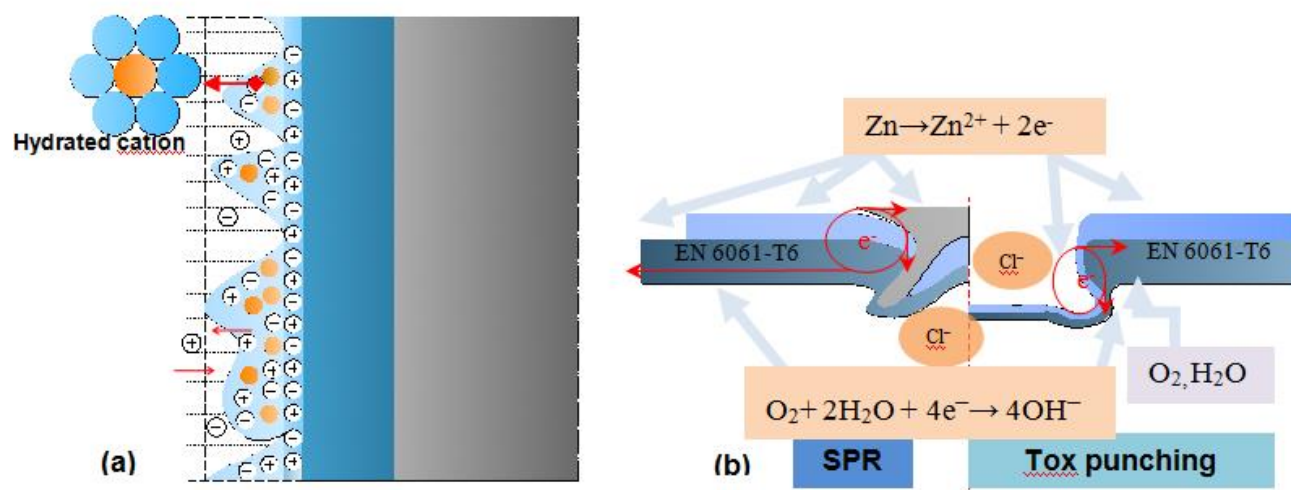 Hydrated cation
(a)
Zn→Zn²⁺ + 2e⁻
EN 6061-T6
e⁻
Cl⁻
e⁻
EN 6061-T6
Cl⁻
O₂,H₂O
O₂+ 2H₂O + 4e⁻→ 4OH⁻
(b)
SPR
Tox punching